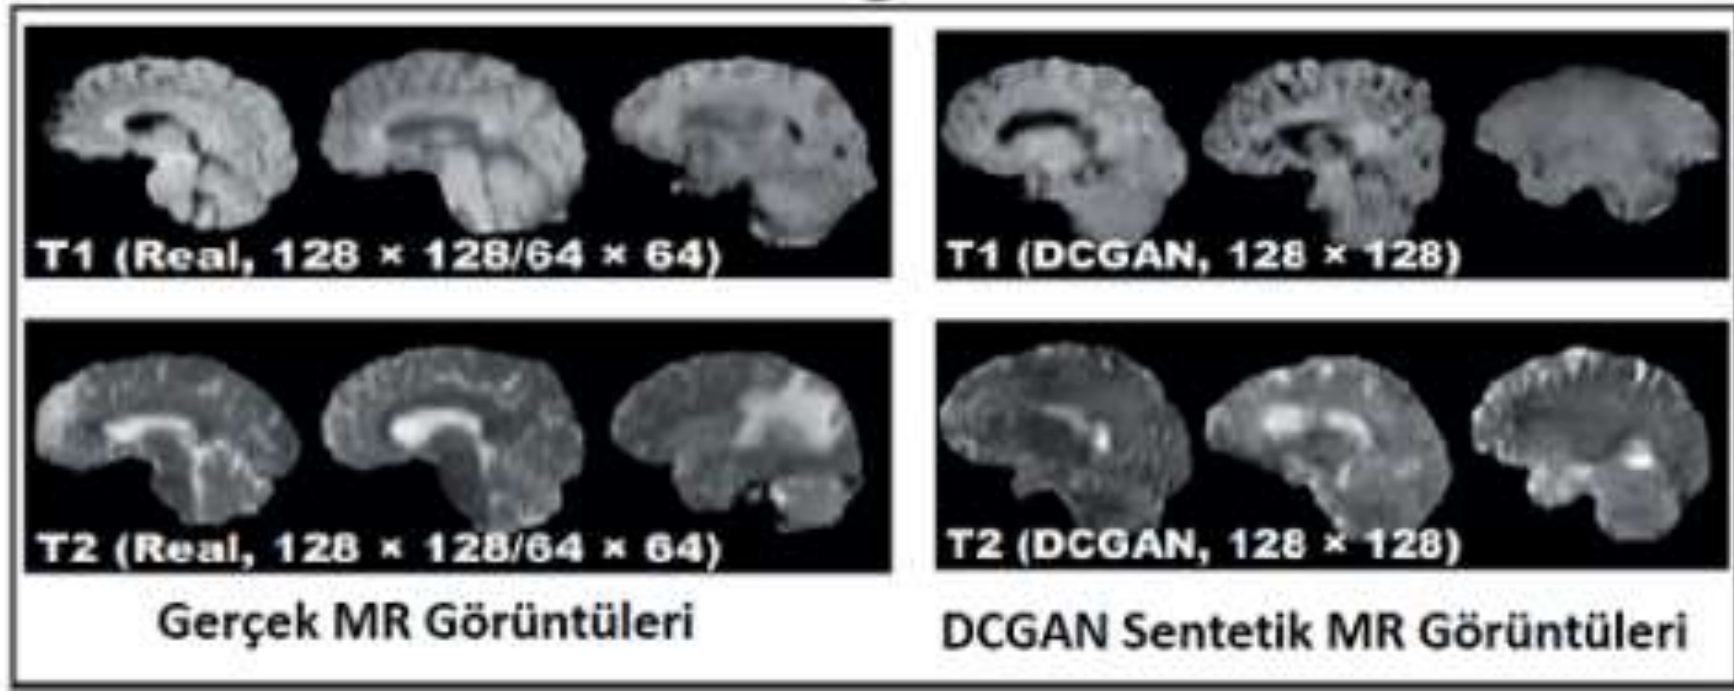 T1 (Real, 128 × 128/64 × 64)
T1 (DCGAN, 128 × 128)
T2 (Real, 128 × 128/64 × 64)
T2 (DCGAN, 128 × 128)
Gerçek MR Görüntüleri
DCGAN Sentetik MR Görüntüleri